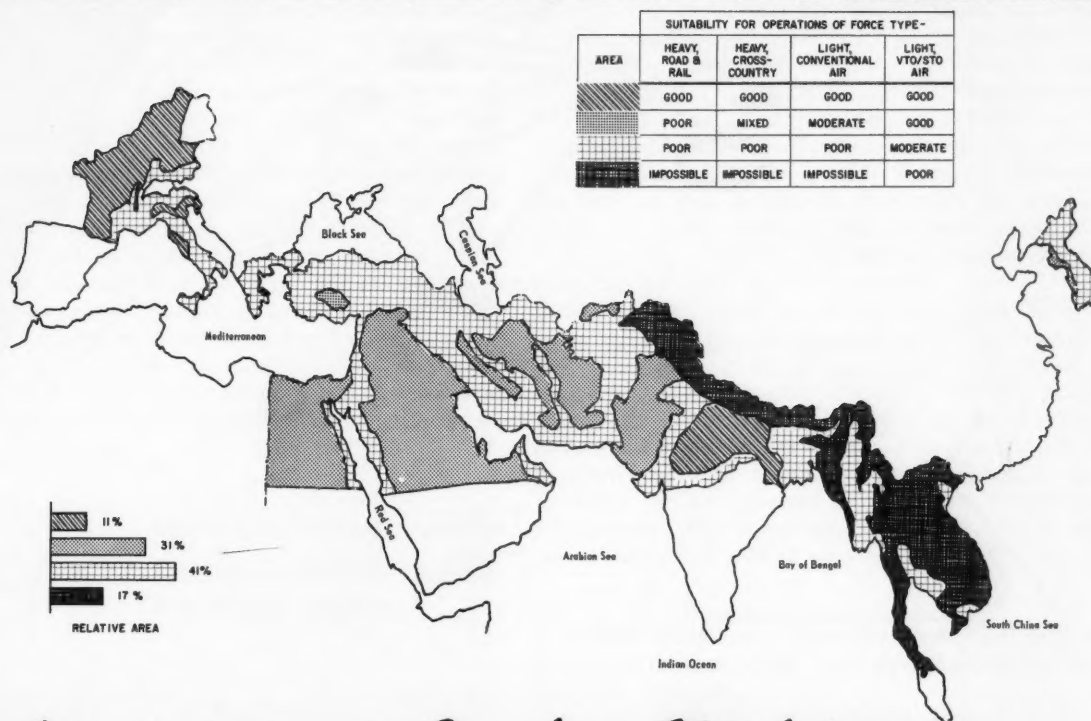 SUITABILITY FOR OPERATIONS OF FORCE TYPE-
AREA
HEAVY, ROAD & RAIL
HEAVY, CROSS-COUNTRY
LIGHT, CONVENTIONAL AIR
LIGHT, VTO/STO AIR
GOOD GOOD GOOD GOOD
POOR MIXED MODERATE GOOD
POOR POOR POOR MODERATE
IMPOSSIBLE IMPOSSIBLE IMPOSSIBLE POOR
Black Sea
Caspian Sea
Mediterranean
Red Sea
Arabian Sea
Bay of Bengal
South China Sea
Indian Ocean
11%
31%
41%
17%
RELATIVE AREA